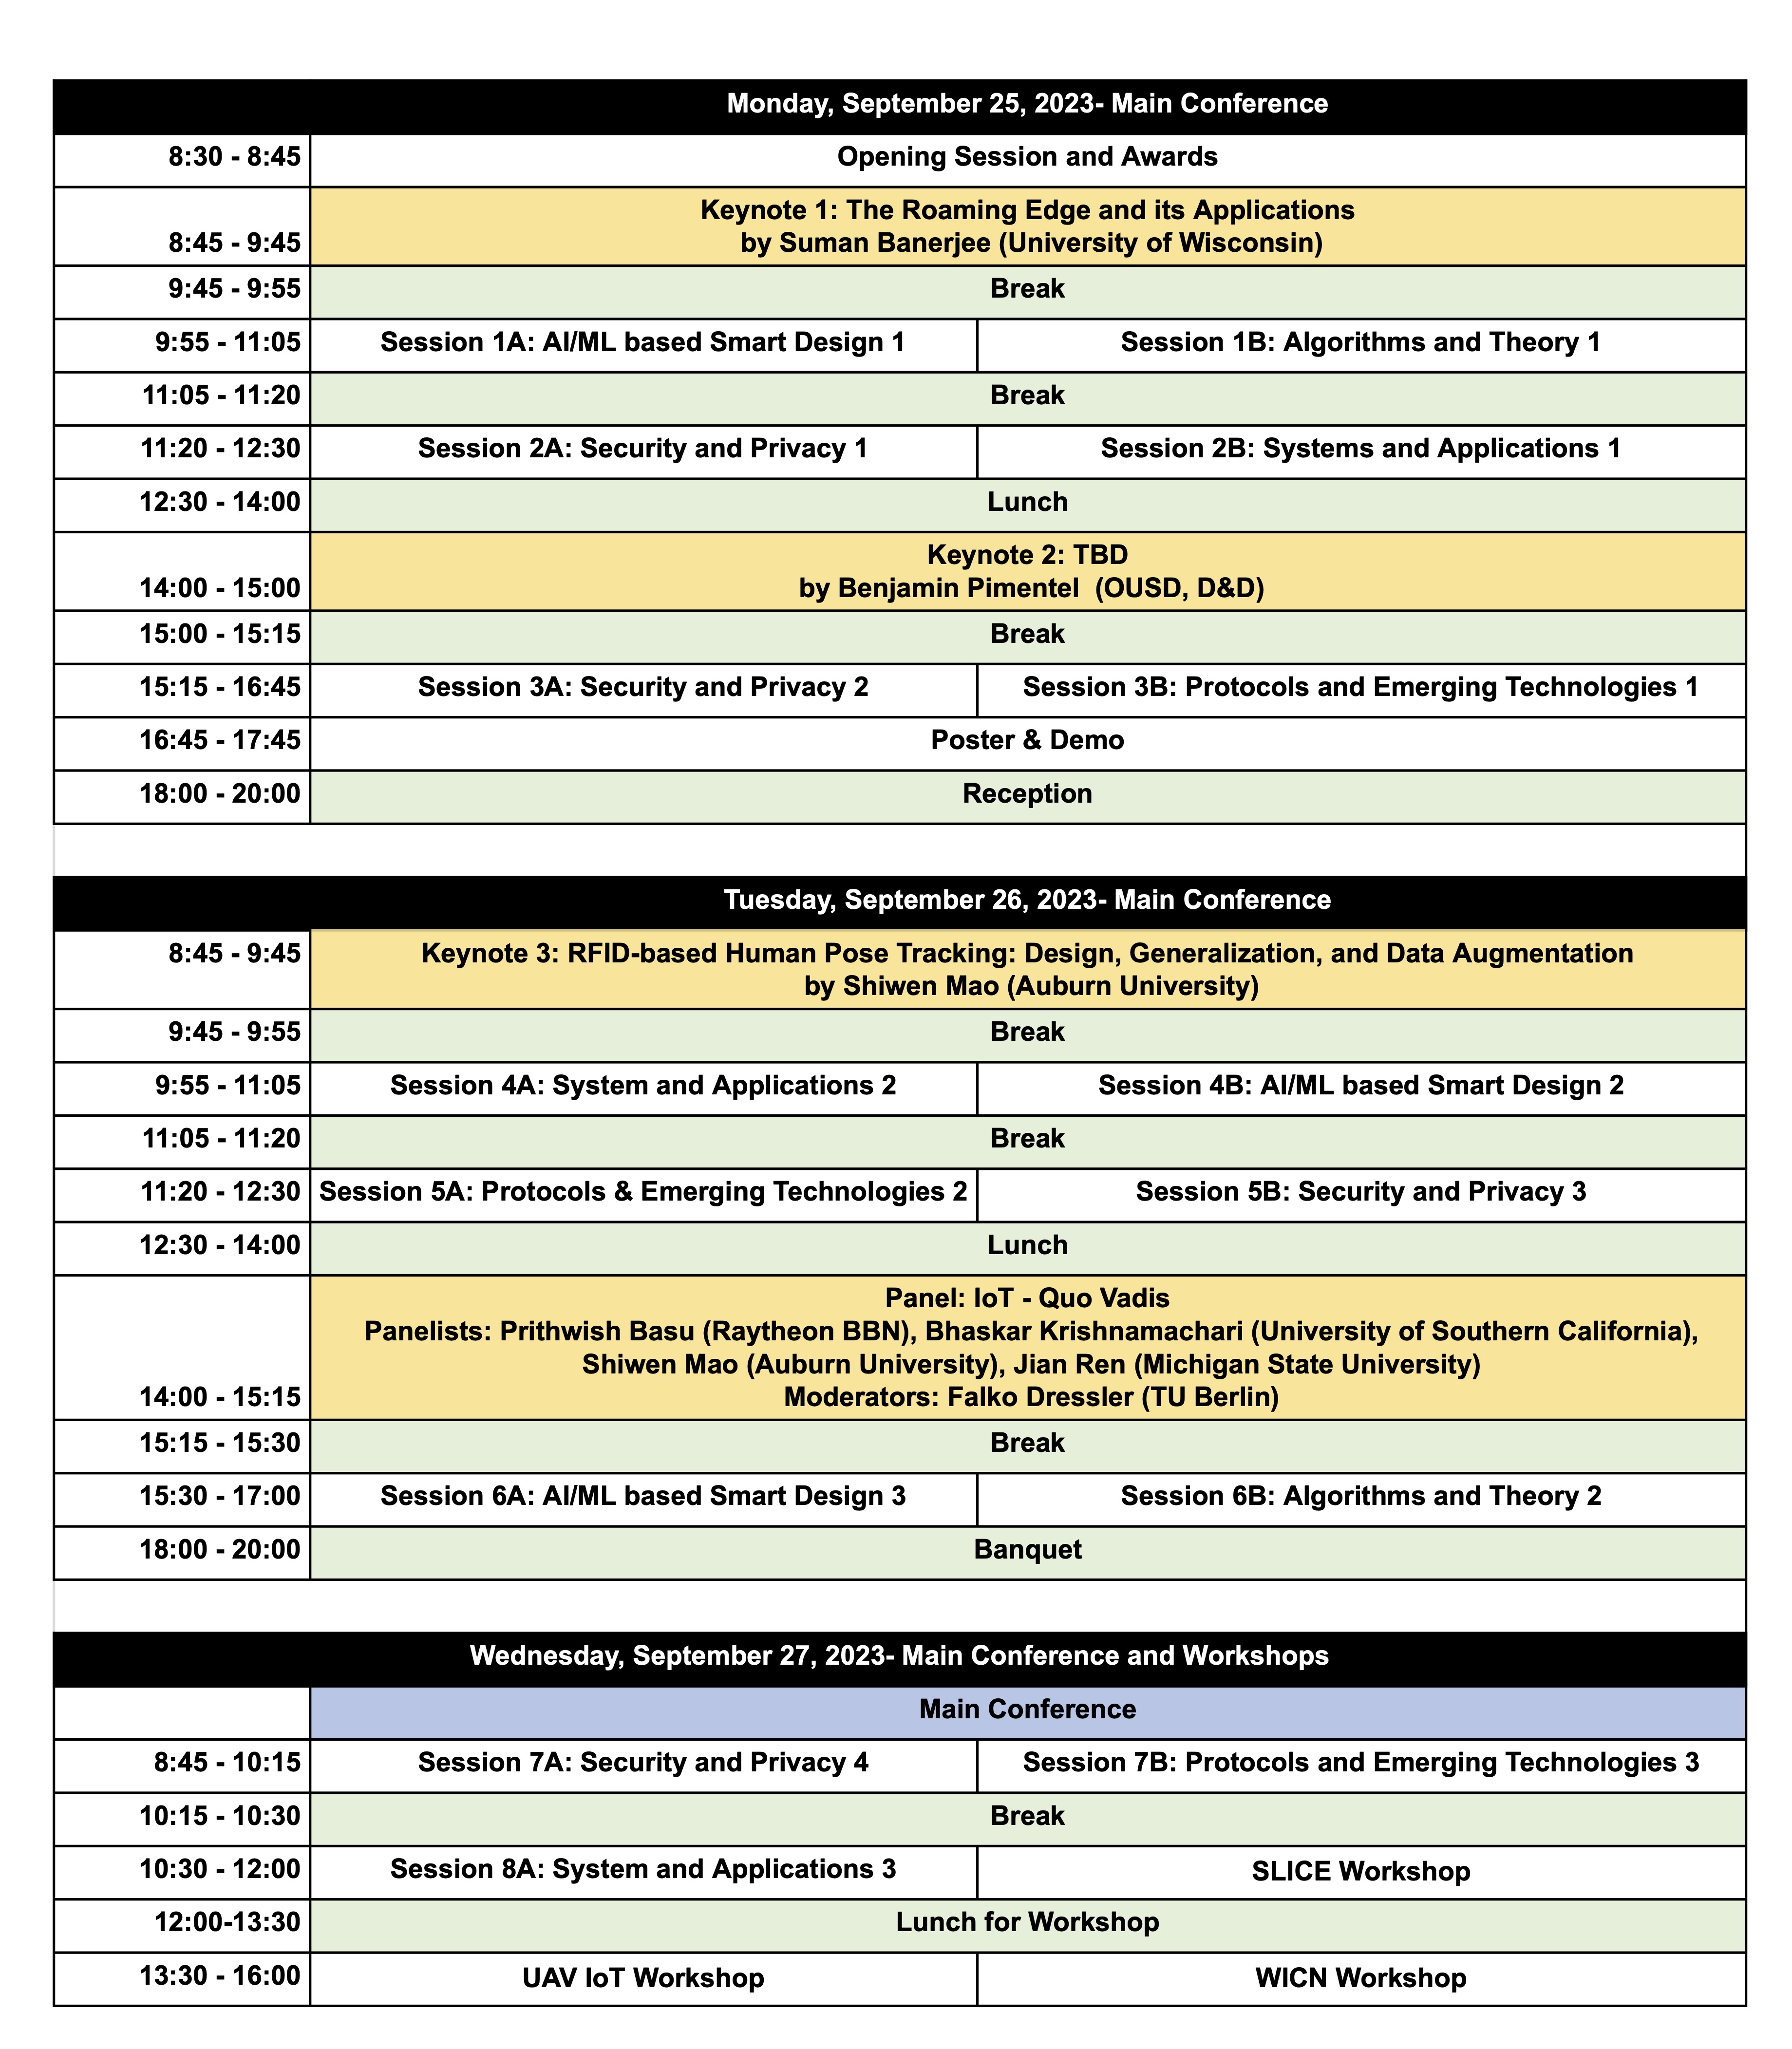 Monday, September 25, 2023- Main Conference
8:30 - 8:45 Opening Session and Awards
Keynote 1: The Roaming Edge and its Applications
8:45 - 9:45 by Suman Banerjee (University of Wisconsin)
9:45 - 9:55 Break
9:55 - 11:05 Session 1A: AI/ML based Smart Design 1 Session 1B: Algorithms and Theory 1
11:05 - 11:20 Break
11:20 - 12:30 Session 2A: Security and Privacy 1 Session 2B: Systems and Applications 1
12:30 - 14:00 Lunch
Keynote 2: TBD
14:00 - 15:00 by Benjamin Pimentel (OUSD, D&D)
15:00 - 15:15 Break
15:15 - 16:45 Session 3A: Security and Privacy 2 Session 3B: Protocols and Emerging Technologies 1
16:45 - 17:45 Poster & Demo
18:00 - 20:00 Reception
Tuesday, September 26, 2023- Main Conference
8:45 - 9:45 Keynote 3: RFID-based Human Pose Tracking: Design, Generalization, and Data Augmentation
by Shiwen Mao (Auburn University)
9:45 - 9:55 Break
9:55 - 11:05 Session 4A: System and Applications 2 Session 4B: AI/ML based Smart Design 2
11:05 - 11:20 Break
11:20 - 12:30 Session 5A: Protocols & Emerging Technologies 2 Session 5B: Security and Privacy 3
12:30 - 14:00 Lunch
Panel: IoT - Quo Vadis
Panelists: Prithwish Basu (Raytheon BBN), Bhaskar Krishnamachari (University of Southern California),
Shiwen Mao (Auburn University), Jian Ren (Michigan State University)
14:00 - 15:15 Moderators: Falko Dressler (TU Berlin)
15:15 - 15:30 Break
15:30 - 17:00 Session 6A: AI/ML based Smart Design 3 Session 6B: Algorithms and Theory 2
18:00 - 20:00 Banquet
Wednesday, September 27, 2023- Main Conference and Workshops
Main Conference
8:45 - 10:15 Session 7A: Security and Privacy 4 Session 7B: Protocols and Emerging Technologies 3
10:15 - 10:30 Break
10:30 - 12:00 Session 8A: System and Applications 3 SLICE Workshop
12:00-13:30 Lunch for Workshop
13:30 - 16:00 UAV IoT Workshop WICN Workshop